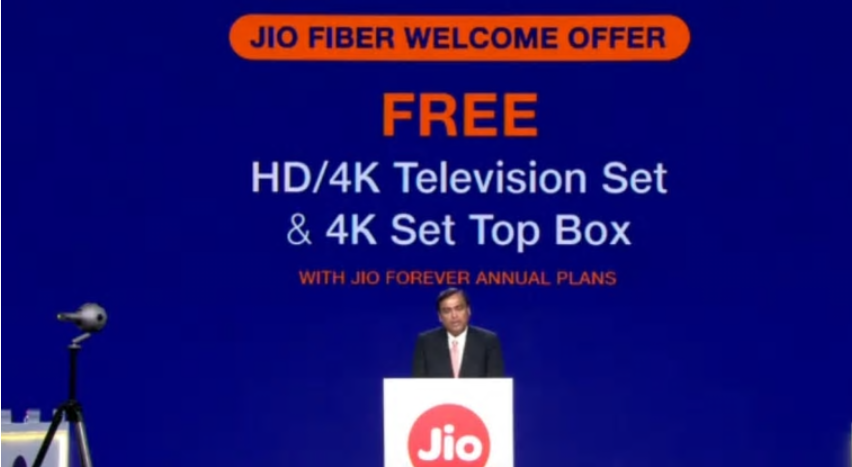 JIO FIBER WELCOME OFFER
FREE
HD/4K Television Set
& 4K Set Top Box
WITH JIO FOREVER ANNUAL PLANS
Jio